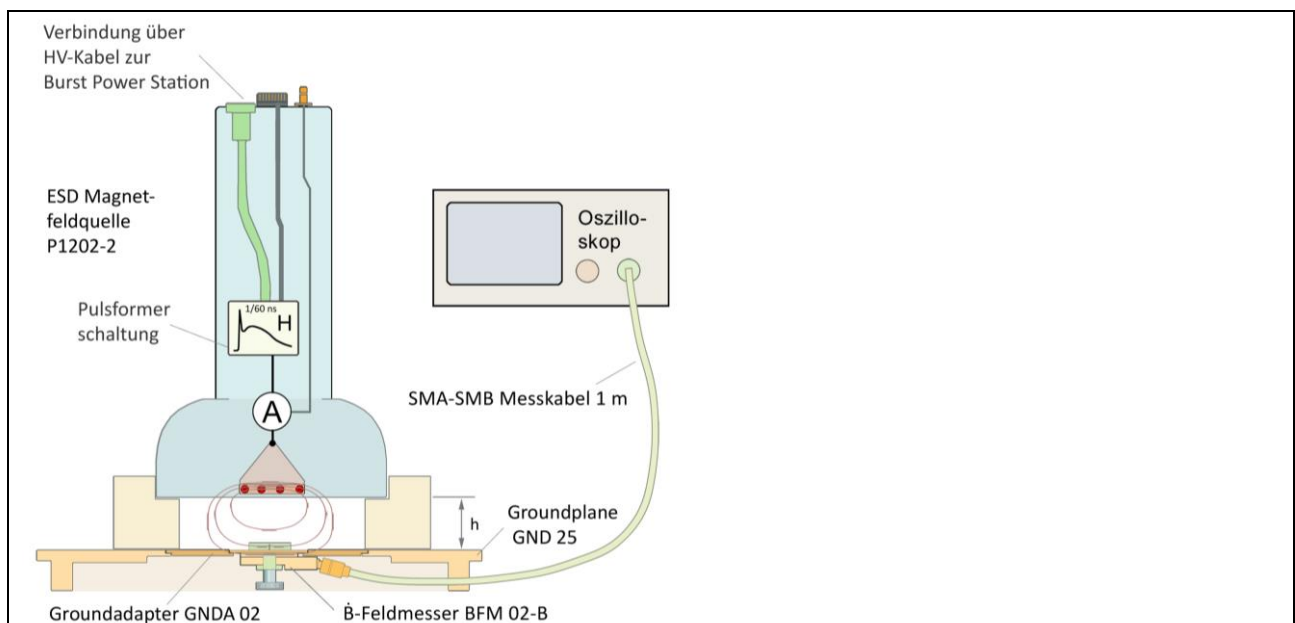 Verbindung über
HV-Kabel zur
Burst Power Station
ESD Magnet-
feldquelle
P1202-2
Oszillo-
skop
Pulsformer
schaltung
1/60 ns
H
A
SMA-SMB Messkabel 1 m
h
Groundplane
GND 25
Groundadapter GNDA 02
Ḃ-Feldmesser BFM 02-B